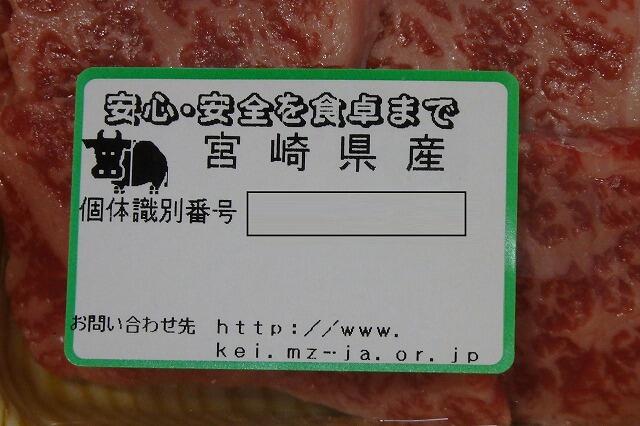 安心・安全を食卓まで
宮崎県産
個体識別番号
お問い合わせ先 http://www.
kei.mz-ja.or.jp